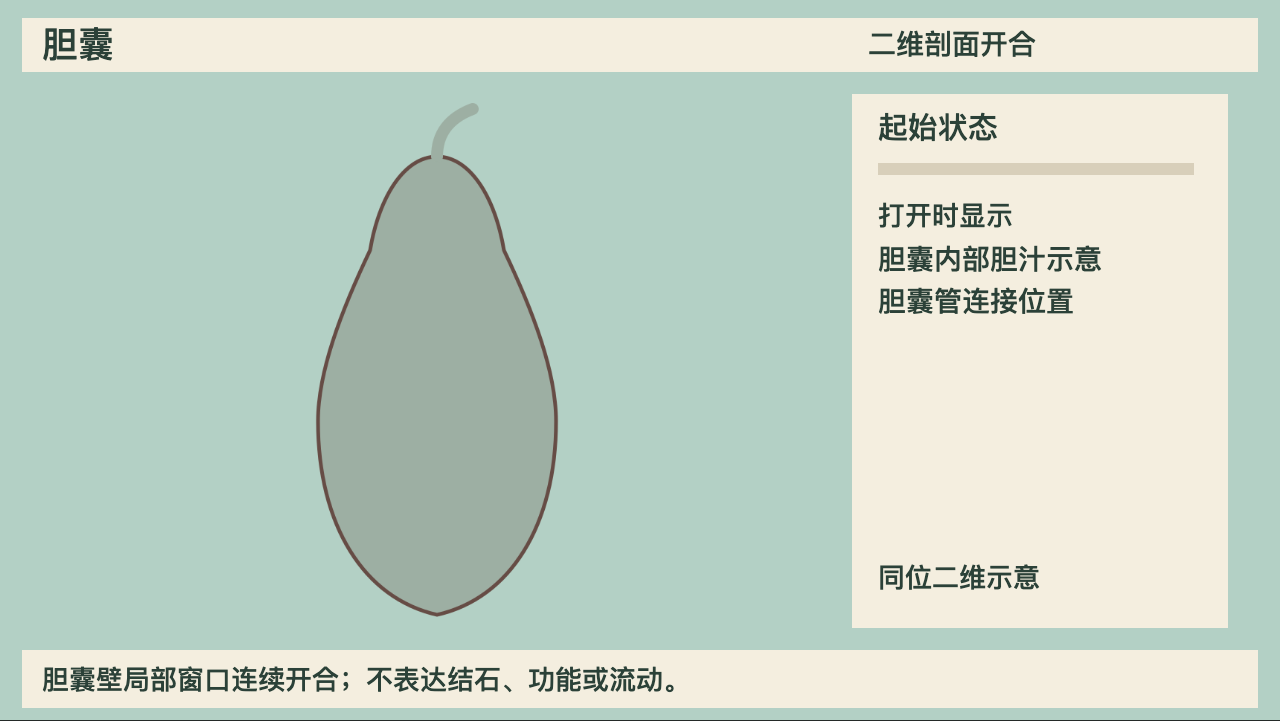 胆囊
二维剖面开合
起始状态
打开时显示
胆囊内部胆汁示意
胆囊管连接位置
同位二维示意
胆囊壁局部窗口连续开合；不表达结石、功能或流动。